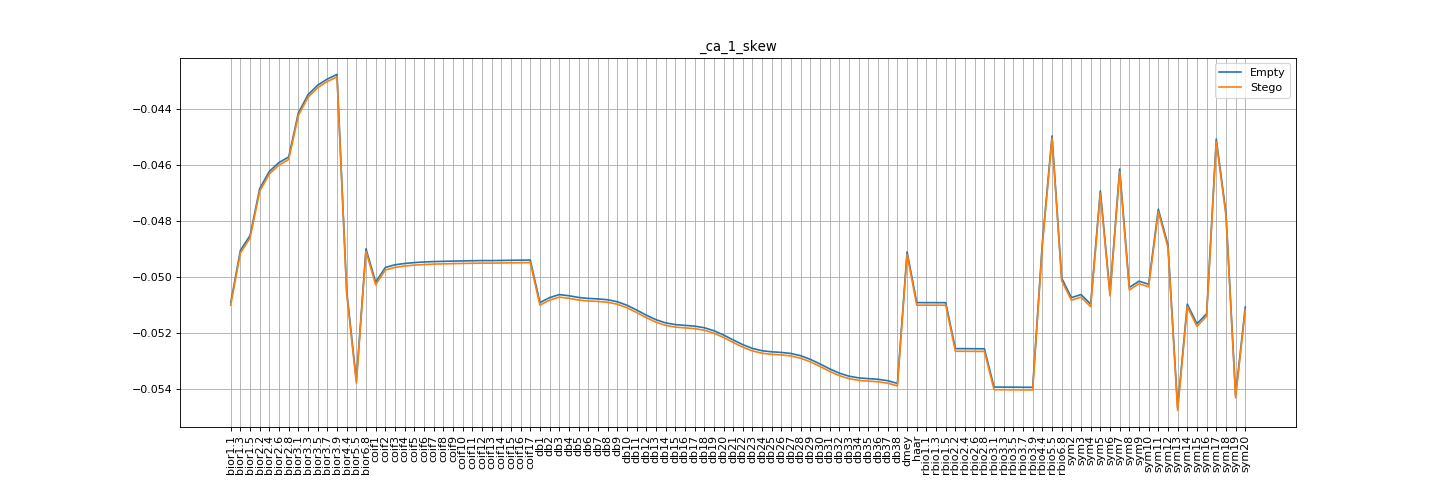 _ca_1_skew
Empty
Stego
−0.044
−0.046
−0.048
−0.050
−0.052
−0.054
bior1.1
bior1.3
bior1.5
bior2.2
bior2.4
bior2.6
bior2.8
bior3.1
bior3.3
bior3.5
bior3.7
bior3.9
bior4.4
bior5.5
bior6.8
coif1
coif2
coif3
coif4
coif5
coif6
coif7
coif8
coif9
coif10
coif11
coif12
coif13
coif14
coif15
coif16
coif17
db1
db2
db3
db4
db5
db6
db7
db8
db9
db10
db11
db12
db13
db14
db15
db16
db17
db18
db19
db20
db21
db22
db23
db24
db25
db26
db27
db28
db29
db30
db31
db32
db33
db34
db35
db36
db37
db38
dmey
haar
rbio1.1
rbio1.3
rbio1.5
rbio2.2
rbio2.4
rbio2.6
rbio2.8
rbio3.1
rbio3.3
rbio3.5
rbio3.7
rbio3.9
rbio4.4
rbio5.5
rbio6.8
sym2
sym3
sym4
sym5
sym6
sym7
sym8
sym9
sym10
sym11
sym12
sym13
sym14
sym15
sym16
sym17
sym18
sym19
sym20